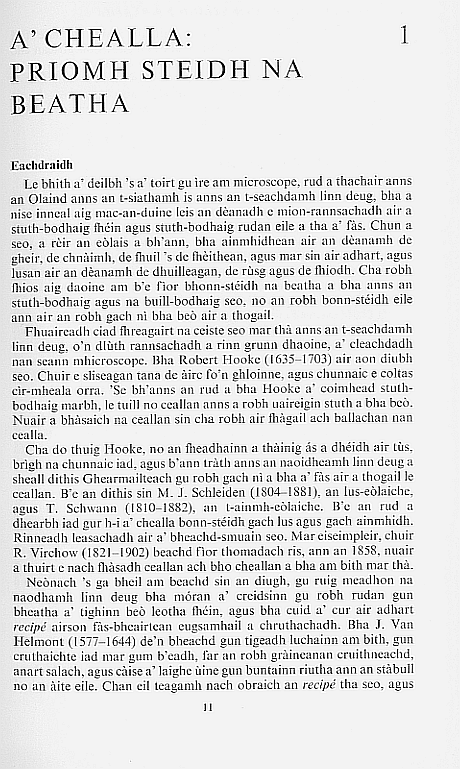 A' CHEALLA:
1
PRIOMH STEIDH NA
BEATHA
Eachdraidh
Le bhith a' deilbh 's a' toirt gu ìre am microscope, rud a thachair anns
an Olaind anns an t-siathamh is anns an t-seachdamh linn deug, bha a
nise inneal aig mac-an-duine leis an dèanadh e mion-rannsachadh air a
stuth-bodhaig fhéin agus stuth-bodhaig rudan eile a tha a' fàs. Chun a
seo, a rèir an eòlais a bh'ann, bha ainmhidhean air an dèanamh de
gheir, de chnàimh, de fhuil 's de fhèithean, agus mar sin air adhart, agus
lusan air an dèanamh de dhuilleagan, de rùsg agus de fhiodh. Cha robh
fhios aig daoine am b'e fìor bhonn-stéidh na beatha a bha anns an
stuth-bodhaig agus na buill-bodhaig seo, no an robh bonn-stéidh eile
ann air an robh gach nì bha beò air a thogail.
Fhuaireadh ciad fhreagairt na ceiste seo mar thà anns an t-seachdamh
linn deug, o'n dlùth rannsachadh a rinn grunn dhaoine, a' cleachdadh
nan seann mhicroscope. Bha Robert Hooke (1635–1703) air aon diubh
seo. Chuir e sliseagan tana de àirc fo'n ghloinne, agus chunnaic e coltas
cìr-mheala orra. 'Se bh'anns an rud a bha Hooke a' coimhead stuth-
bodhaig marbh, le tuill no ceallan anns a robh uaireigin stuth a bha beò.
Nuair a bhàsaich na ceallan sin cha robh air fhàgail ach ballachan nan
cealla.
Cha do thuig Hooke, no an fheadhainn a thàinig ás a dhéidh air tùs,
brìgh na chunnaic iad, agus b'ann tràth anns an naoidheamh linn deug a
sheall dithis Ghearmailteach gu robh gach nì a bha a' fàs air a thogail le
ceallan. B'e an dithis sin M. J. Schleiden (1804–1881), an lus-eòlaiche,
agus T. Schwann (1810–1882), an t-ainmh-eòlaiche. B'e an rud a
dhearbh iad gur h-i a' chealla bonn-stéidh gach lus agus gach ainmhidh.
Rinneadh leasachadh air a' bheachd-smuain seo. Mar eiseimpleir, chuir
R. Virchow (1821–1902) beachd fìor thomadach ris, ann an 1858, nuair
a thuirt e nach fhàsadh ceallan ach bho cheallan a bha am bith mar thà.
Neònach 's ga bheil am beachd sin an diugh, gu ruig meadhon na
naodhamh linn deug bha móran a' creidsinn gu robh rudan gun
bheatha a' tighinn beò leotha fhéin, agus bha cuid a' cur air adhart
recipé airson fàs-bheairtean eugsamhail a chruthachadh. Bha J. Van
Helmont (1577–1644) de'n bheachd gun tigeadh luchainn am bith, gun
cruthaichte iad mar gum b'eadh, far an robh gràineanan cruithneachd,
anart salach, agus càise a' laighe ùine gun buntainn riutha ann an stàbull
no an àite eile. Chan eil teagamh nach obraich an recipé tha seo, agus
11